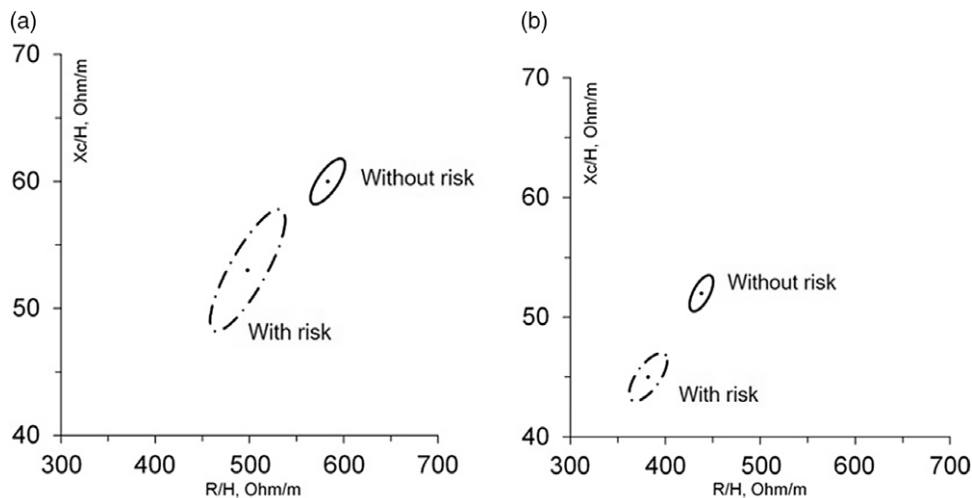 (a)
70
60
50
40
300
400
500
600
700
Xc/H, Ohm/m
R/H, Ohm/m
Without risk
With risk
(b)
70
60
50
40
300
400
500
600
700
Xc/H, Ohm/m
R/H, Ohm/m
Without risk
With risk